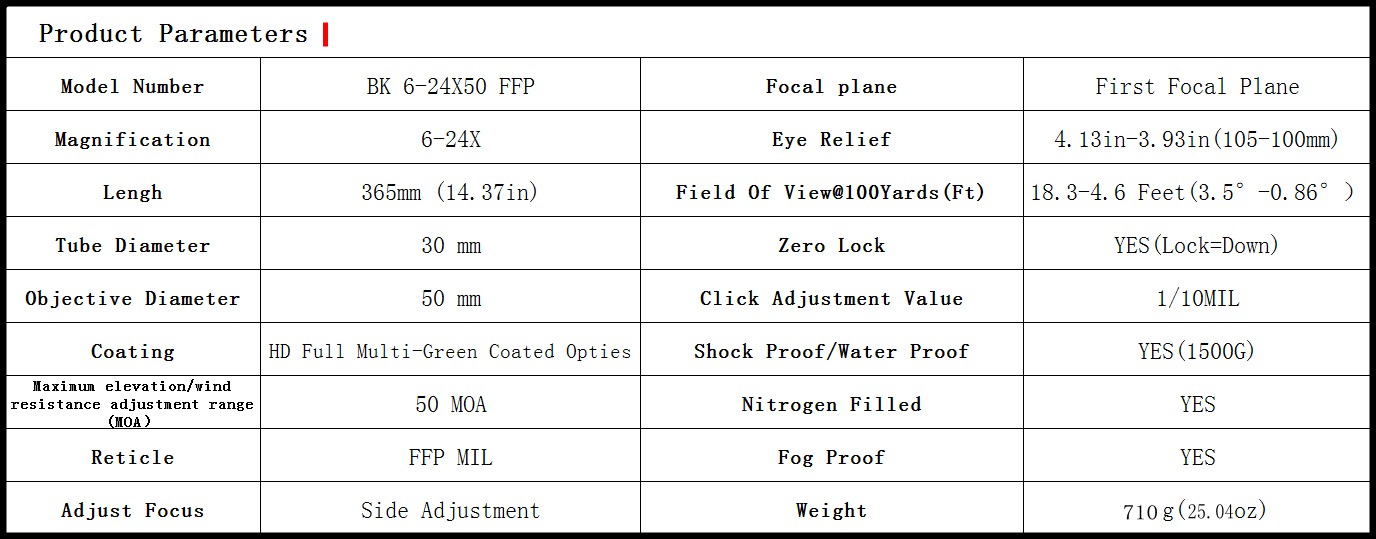 Product Parameters
Model Number BK 6-24X50 FFP Focal plane First Focal Plane
Magnification 6-24X Eye Relief 4.13in-3.93in(105-100mm)
Lengh 365mm (14.37in) Field Of View@100Yards(Ft) 18.3-4.6 Feet(3.5°-0.86°)
Tube Diameter 30 mm Zero Lock YES(Lock=Down)
Objective Diameter 50 mm Click Adjustment Value 1/10MIL
Coating HD Full Multi-Green Coated Opties Shock Proof/Water Proof YES(1500G)
Maximum elevation/wind
resistance adjustment range
(MOA) 50 MOA Nitrogen Filled YES
Reticle FFP MIL Fog Proof YES
Adjust Focus Side Adjustment Weight 710g(25.04oz)